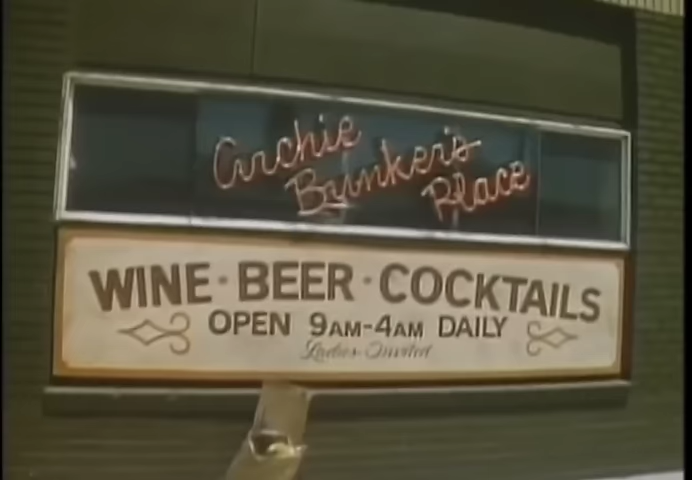 Archie
Bunker's
Place
WINE · BEER · COCKTAILS
OPEN 9AM-4AM DAILY
Ladies Invited